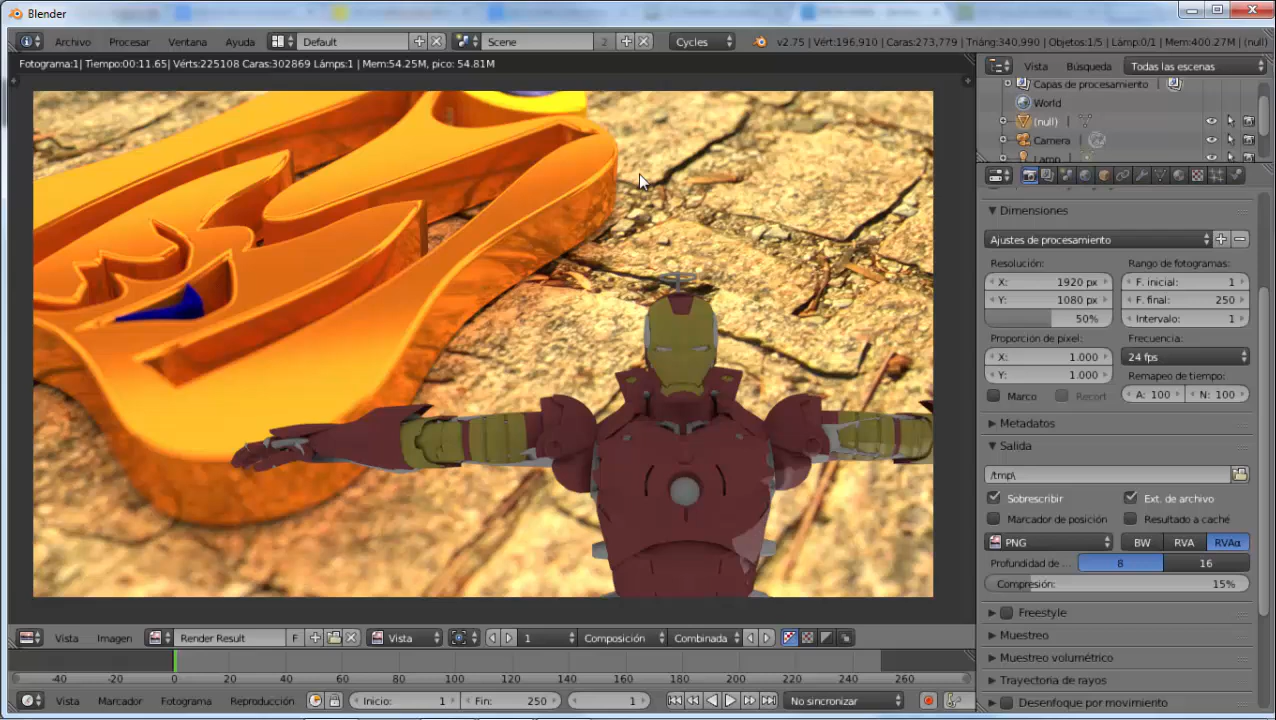 Blender
Archivo Procesar Ventana Ayuda Default Scene 2 Cycles v2.75 | Vért:196.910 | Caras:273,779 | Triáng:340.990 | Objetos:1/5 | Lámp:0/1 | Mem:400.27M | (null)
Fotograma:1| Tiempo:00:11.65| Vérts:225108 Caras:302869 Lámps:1 | Mem:54.25M, pico: 54.81M
Vista Búsqueda Todas las escenas
Capas de procesamiento
World
(null)
Camera
Lamp
Dimensiones
Ajustes de procesamiento
Resolución: Rango de fotogramas:
X: 1920 px F. inicial: 1
Y: 1080 px F. final: 250
50% Intervalo: 1
Proporción de píxel: Frecuencia:
X: 1.000 24 fps
Y: 1.000 Remapeo de tiempo:
Marco Recort A: 100 N: 100
Metadatos
Salida
/tmp\
Sobrescribir Ext. de archivo
Marcador de posición Resultado a caché
PNG BW RVA RVAα
Profundidad de ... 8 16
Compresión: 15%
Freestyle
Muestreo
Muestreo volumétrico
Trayectoria de rayos
Desenfoque por movimiento
Vista Imagen Render Result F Vista 1 Composición Combinada
-40 -20 0 20 40 60 80 100 120 140 160 180 200 220 240 260
Vista Marcador Fotograma Reproducción Inicio: 1 Fin: 250 1 No sincronizar